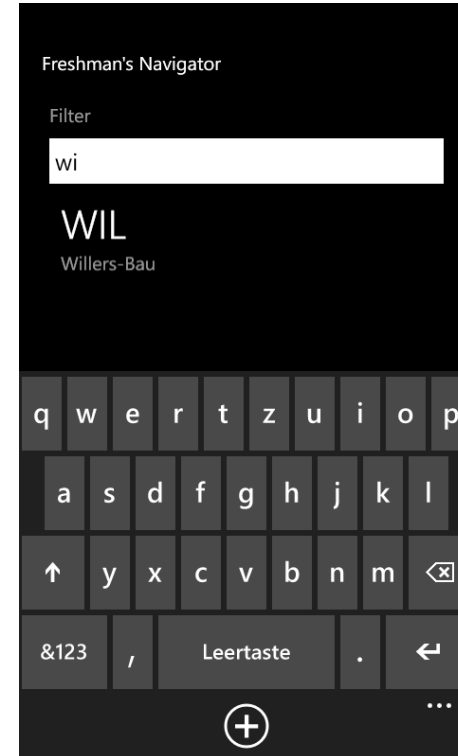 Freshman's Navigator
Filter
wi
WIL
Willers-Bau
q w e r t z u i o p
a s d f g h j k l
y x c v b n m
&123 , Leertaste .